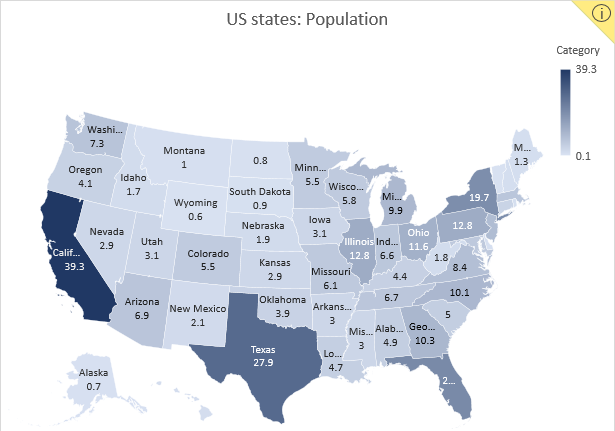 US states: Population
Category
39.3
0.1
Washi...
7.3
Montana
1
0.8
Minn...
5.5
M...
1.3
Oregon
4.1
Idaho
1.7
Wyoming
0.6
South Dakota
0.9
Wisco...
5.8
Mi...
9.9
19.7
Nevada
2.9
Utah
3.1
Colorado
5.5
Nebraska
1.9
Iowa
3.1
Illinois
12.8
Ind...
6.6
Ohio
11.6
12.8
Calif...
39.3
Kansas
2.9
Missouri
6.1
4.4
1.8
8.4
Arizona
6.9
New Mexico
2.1
Oklahoma
3.9
Arkans...
3
6.7
10.1
Texas
27.9
Lo...
4.7
Mis...
3
Alab...
4.9
Geo...
10.3
5
2...
Alaska
0.7